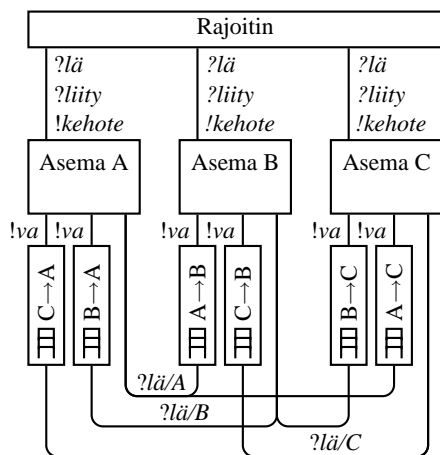 Rajoitin
?lä ?lä ?lä
?liity ?liity ?liity
!kehote !kehote !kehote
Asema A Asema B Asema C
!va !va !va !va !va !va
C→A B→A A→B C→B B→C A→C
?lä/A
?lä/B
?lä/C